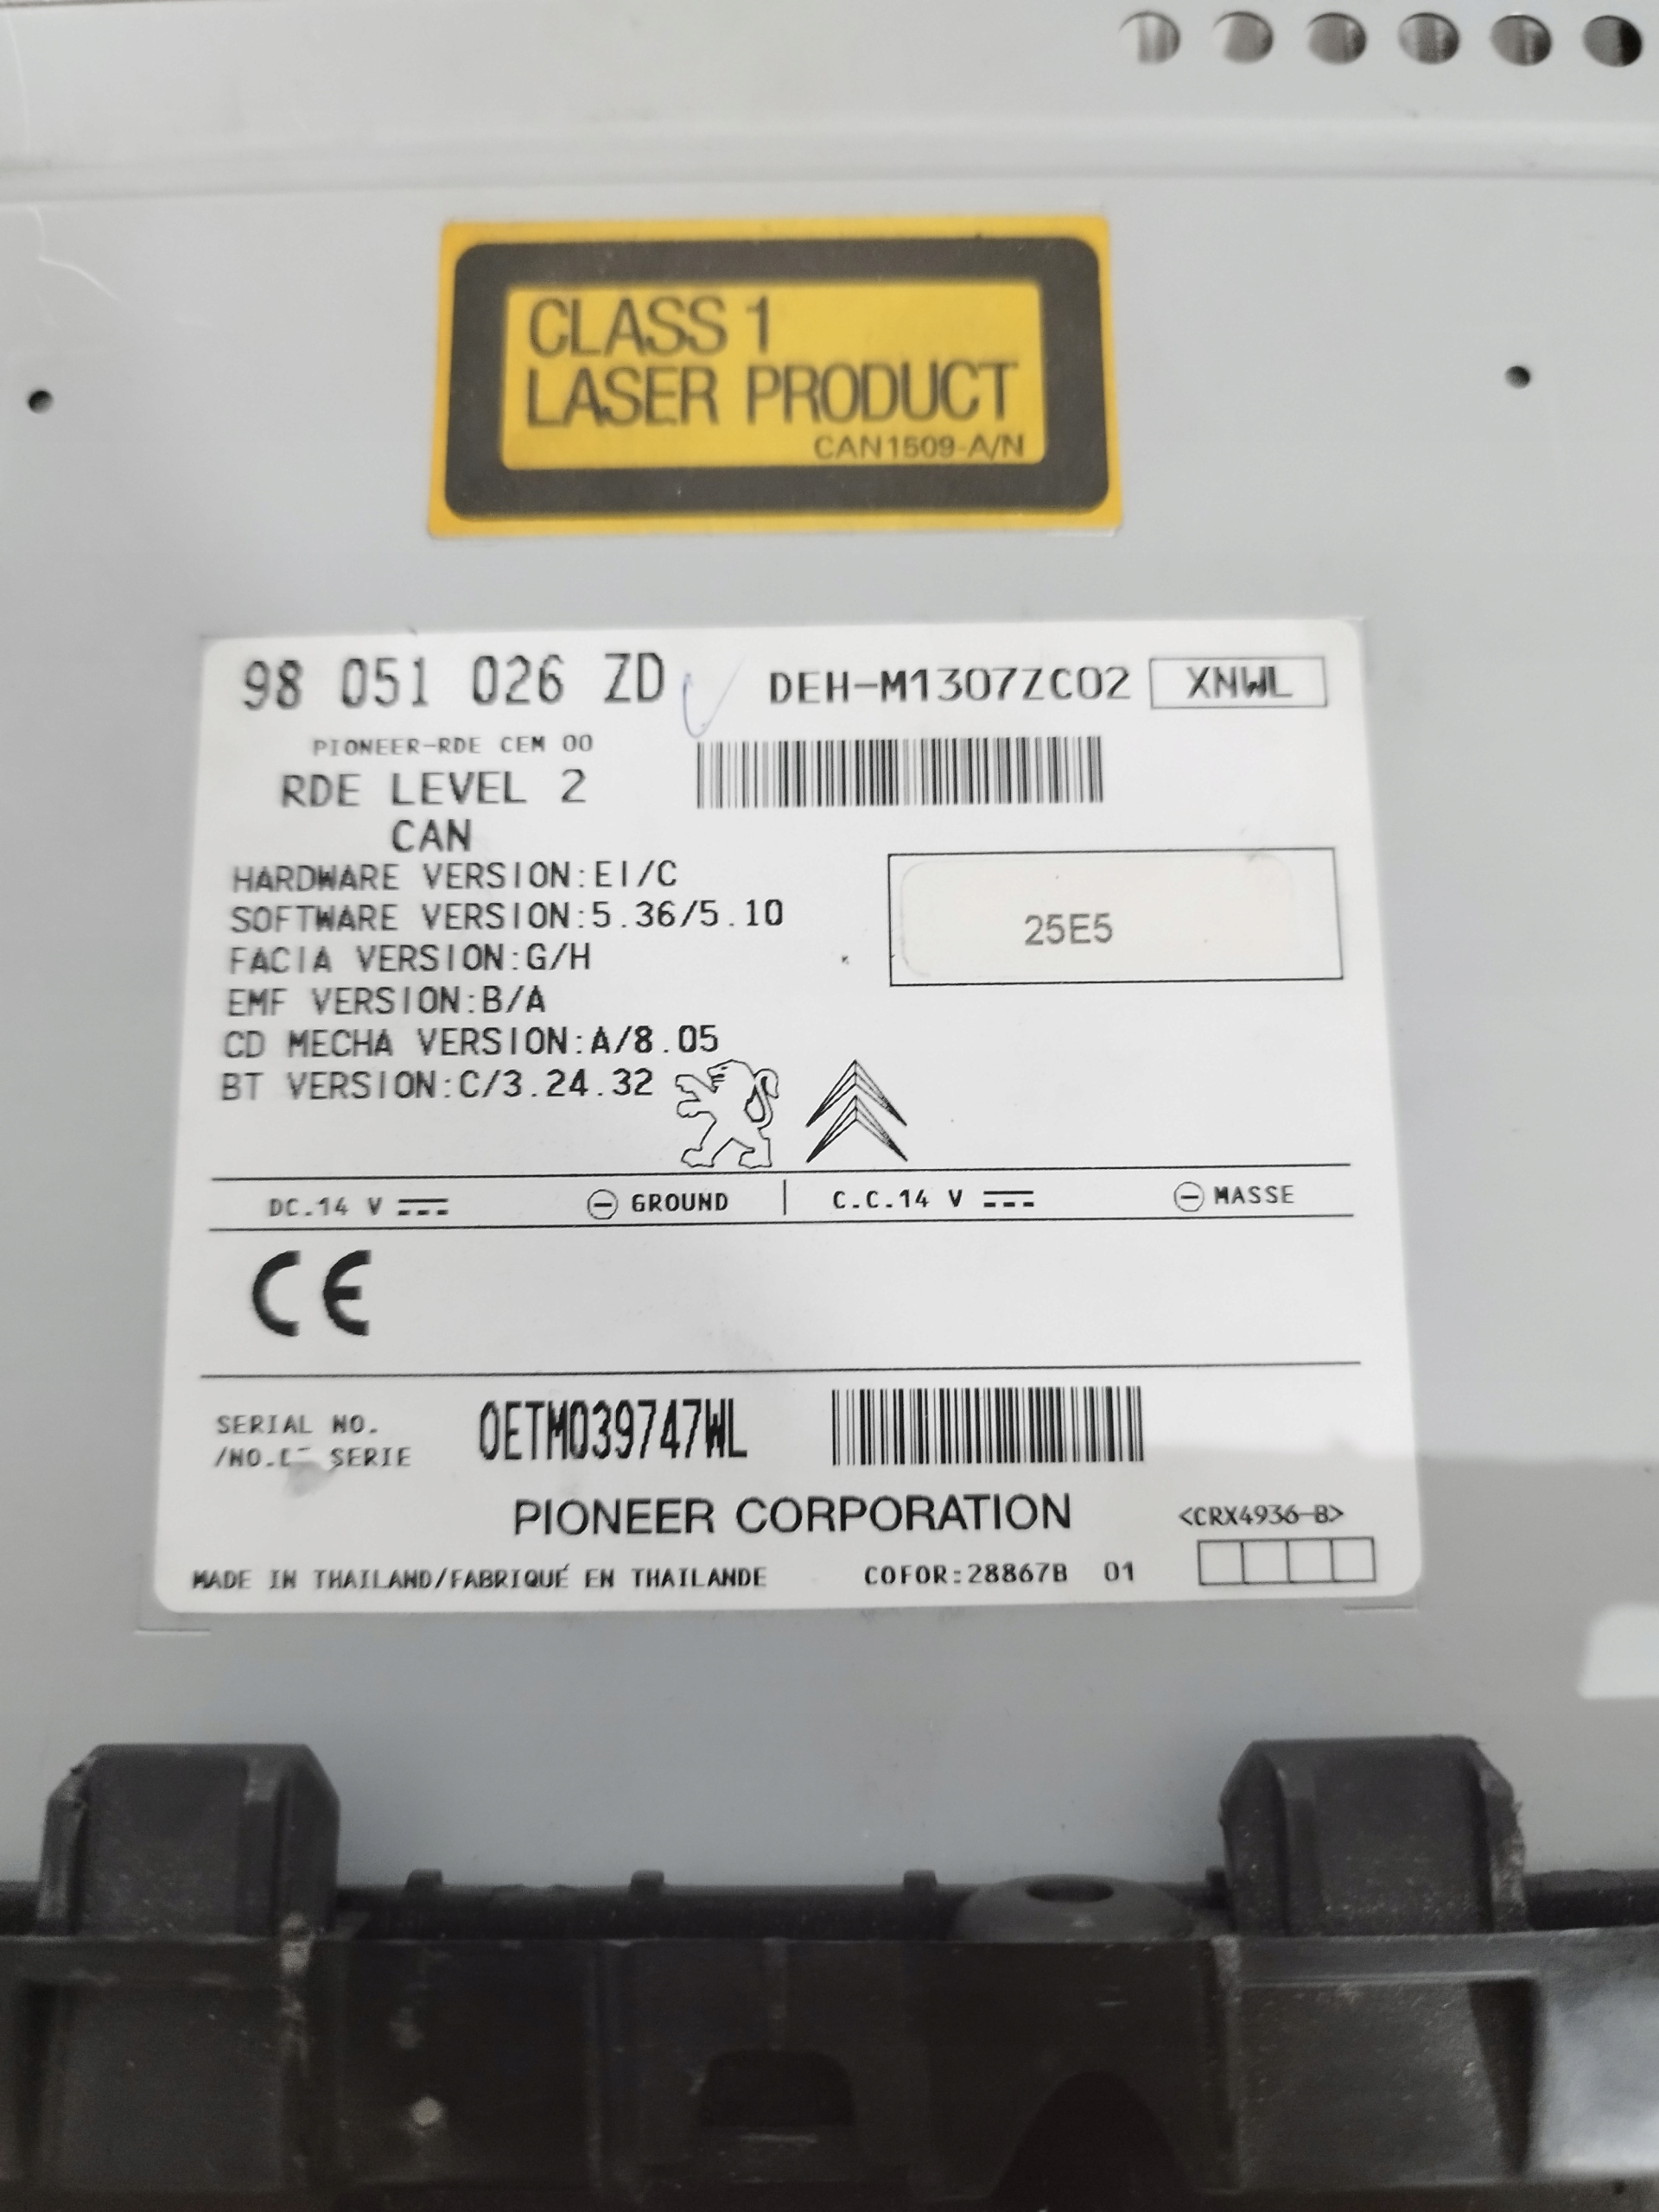 CLASS 1
LASER PRODUCT
CAN1509-A/N
98 051 026 ZD DEH-M1307ZC02 XNWL
PIONEER-RDE CEM 00
RDE LEVEL 2
CAN
HARDWARE VERSION:EI/C
SOFTWARE VERSION:5.36/5.10
25E5
FACIA VERSION:G/H
EMF VERSION:B/A
CD MECHA VERSION:A/8.05
BT VERSION:C/3.24.32
DC.14 V GROUND C.C.14 V MASSE
CE
SERIAL NO.
/NO. SERIE
0ETM039747WL
PIONEER CORPORATION <CRX4936-B>
MADE IN THAILAND/FABRIQUÉ EN THAILANDE COFOR:28867B 01